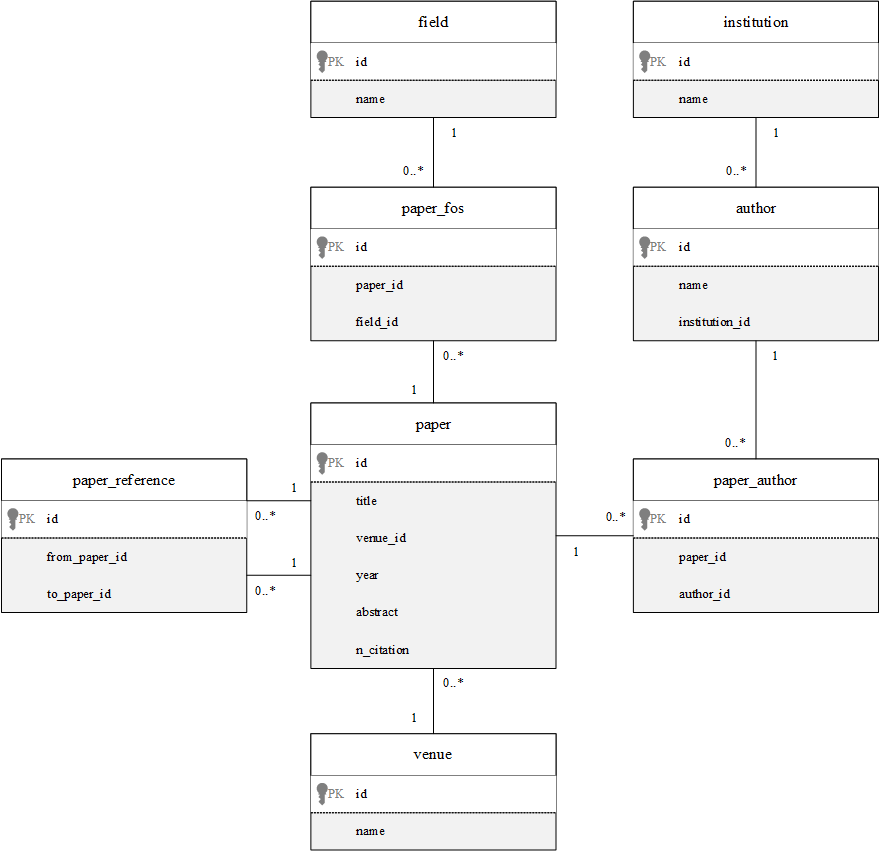 field
PK id
name
1
0..*
paper_fos
PK id
paper_id
field_id
0..*
1
institution
PK id
name
1
0..*
author
PK id
name
institution_id
1
0..*
paper_reference
PK id
from_paper_id
to_paper_id
1
0..*
1
0..*
paper
PK id
title
venue_id
year
abstract
n_citation
0..*
1
paper_author
PK id
paper_id
author_id
0..*
1
venue
PK id
name